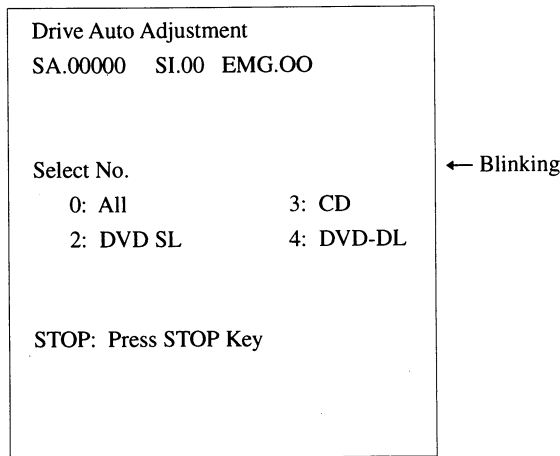 Drive Auto Adjustment
SA.00000 SI.00 EMG.OO
Select No. ← Blinking
0: All 3: CD
2: DVD SL 4: DVD-DL
STOP: Press STOP Key